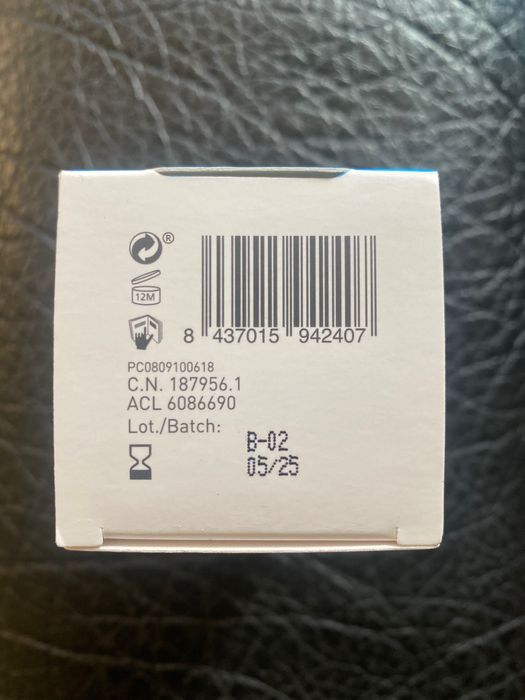 ®
12M
8 437015 942407
PC0809100618
C.N. 187956.1
ACL 6086690
Lot./Batch:
B-02
05/25